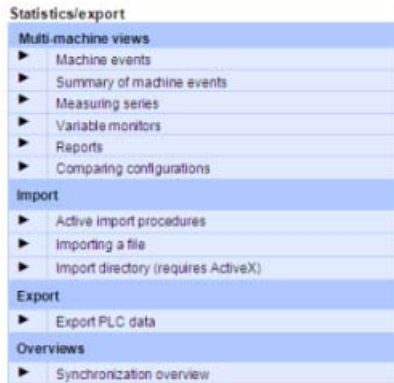 Statistics/export
Multi-machine views
Machine events
Summary of machine events
Measuring series
Variable monitors
Reports
Comparing configurations
Import
Active import procedures
Importing a file
Import directory (requires ActiveX)
Export
Export PLC data
Overviews
Synchronization overview